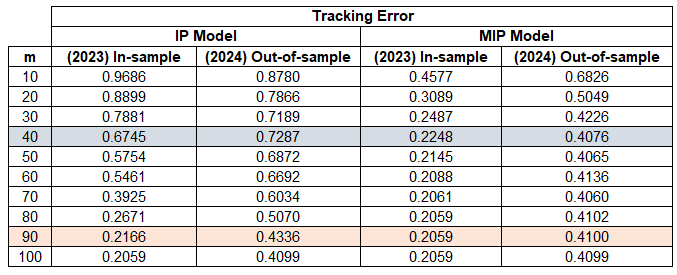 Tracking Error
IP Model MIP Model
m (2023) In-sample (2024) Out-of-sample (2023) In-sample (2024) Out-of-sample
10 0.9686 0.8780 0.4577 0.6826
20 0.8899 0.7866 0.3089 0.5049
30 0.7881 0.7189 0.2487 0.4226
40 0.6745 0.7287 0.2248 0.4076
50 0.5754 0.6872 0.2145 0.4065
60 0.5461 0.6692 0.2088 0.4136
70 0.3925 0.6034 0.2061 0.4060
80 0.2671 0.5070 0.2059 0.4102
90 0.2166 0.4336 0.2059 0.4100
100 0.2059 0.4099 0.2059 0.4099